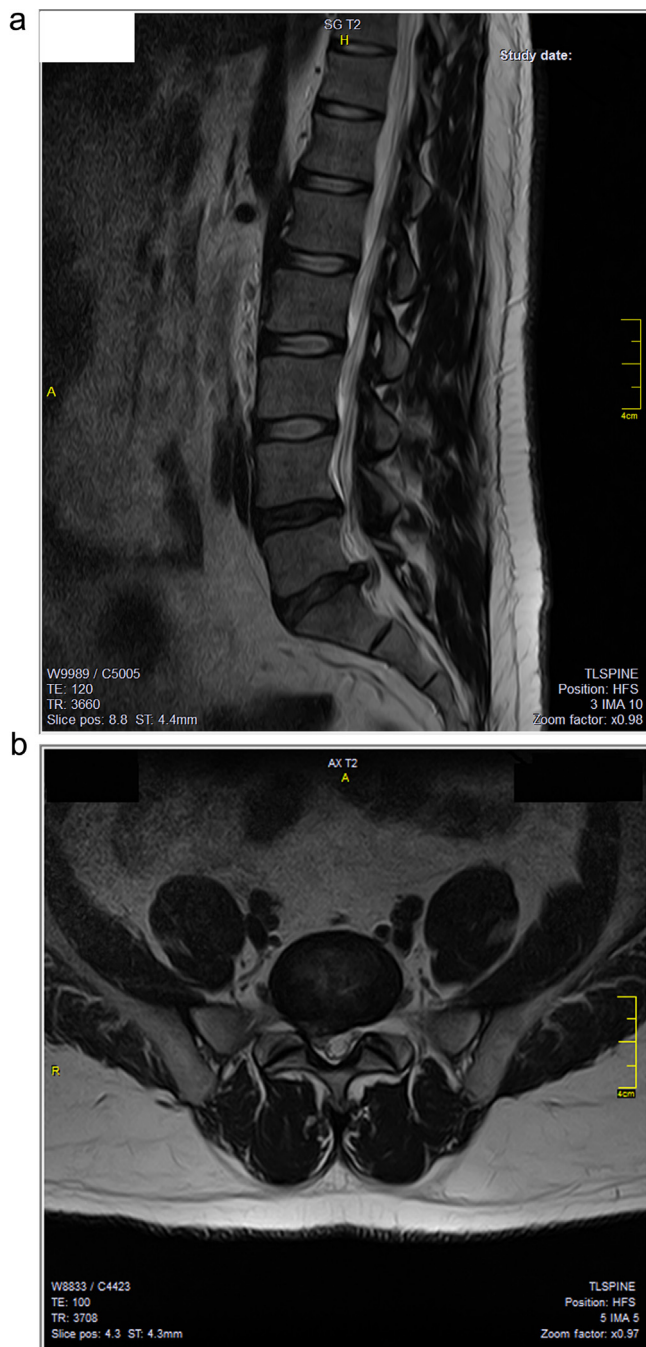 a
SG T2
H
Study date:
A
4cm
W9989 / C5005
TE: 120
TR: 3660
Slice pos: 8.8 ST: 4.4mm
TLSPINE
Position: HFS
3 IMA 10
Zoom factor: x0.98
b
AX T2
A
R
4cm
W8833 / C4423
TE: 100
TR: 3708
Slice pos: 4.3 ST: 4.3mm
TLSPINE
Position: HFS
5 IMA 5
Zoom factor: x0.97